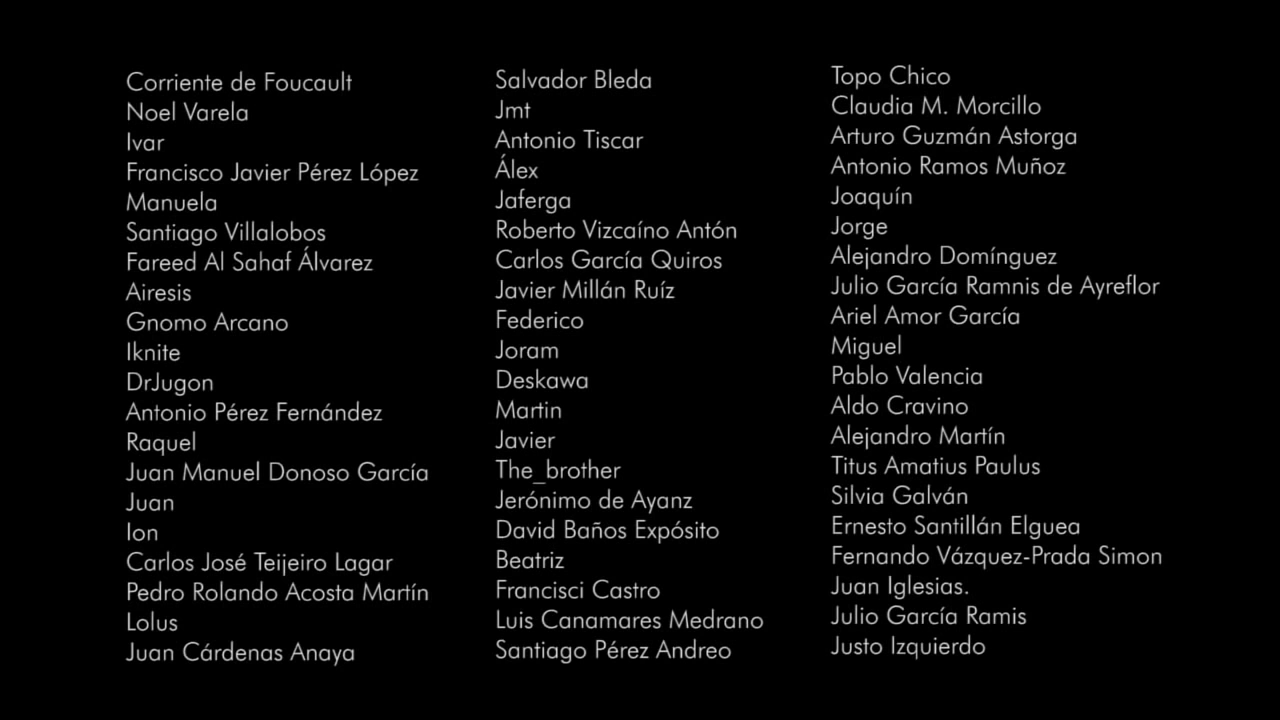 Corriente de Foucault
Noel Varela
Ivar
Francisco Javier Pérez López
Manuela
Santiago Villalobos
Fareed Al Sahaf Álvarez
Airesis
Gnomo Arcano
Iknite
DrJugon
Antonio Pérez Fernández
Raquel
Juan Manuel Donoso García
Juan
Ion
Carlos José Teijeiro Lagar
Pedro Rolando Acosta Martín
Lolus
Juan Cárdenas Anaya
Salvador Bleda
Jmt
Antonio Tiscar
Álex
Jaferga
Roberto Vizcaíno Antón
Carlos García Quiros
Javier Millán Ruíz
Federico
Joram
Deskawa
Martin
Javier
The_brother
Jerónimo de Ayanz
David Baños Expósito
Beatriz
Francisci Castro
Luis Canamares Medrano
Santiago Pérez Andreo
Topo Chico
Claudia M. Morcillo
Arturo Guzmán Astorga
Antonio Ramos Muñoz
Joaquín
Jorge
Alejandro Domínguez
Julio García Ramnis de Ayreflor
Ariel Amor García
Miguel
Pablo Valencia
Aldo Cravino
Alejandro Martín
Titus Amatius Paulus
Silvia Galván
Ernesto Santillán Elguea
Fernando Vázquez-Prada Simon
Juan Iglesias.
Julio García Ramis
Justo Izquierdo